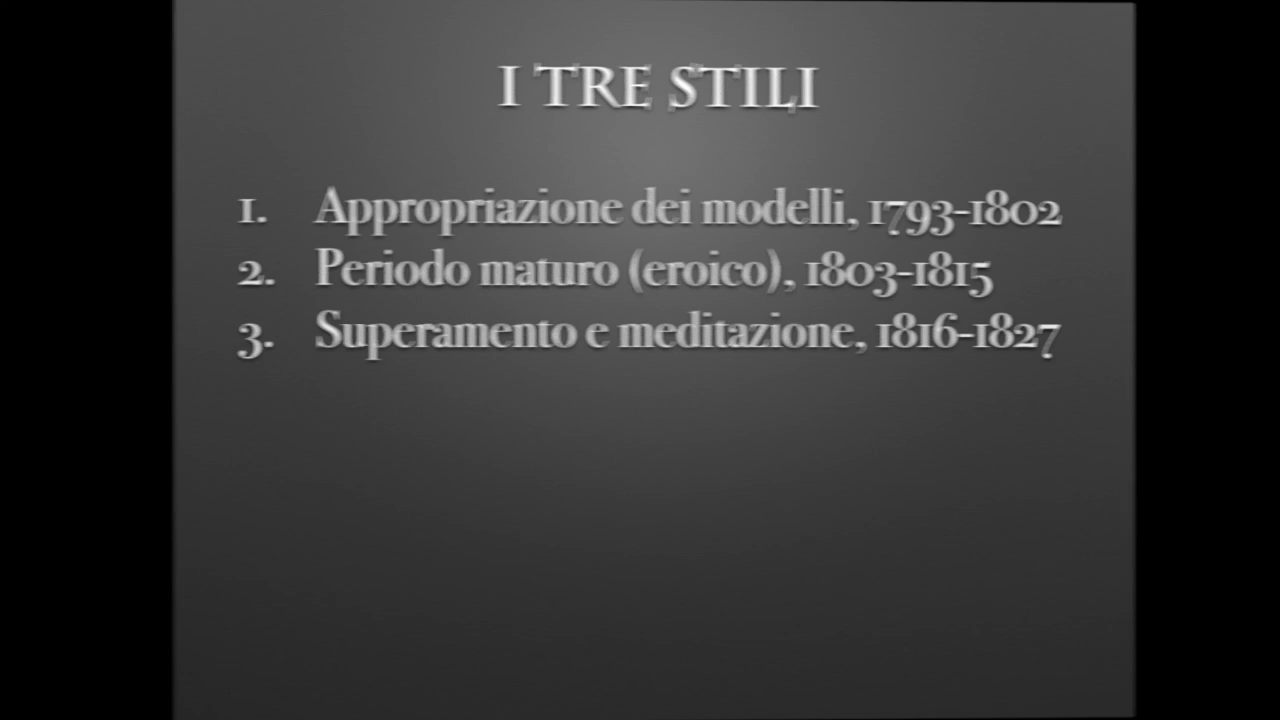 I TRE STILI
1. Appropriazione dei modelli, 1793-1802
2. Periodo maturo (eroico), 1803-1815
3. Superamento e meditazione, 1816-1827